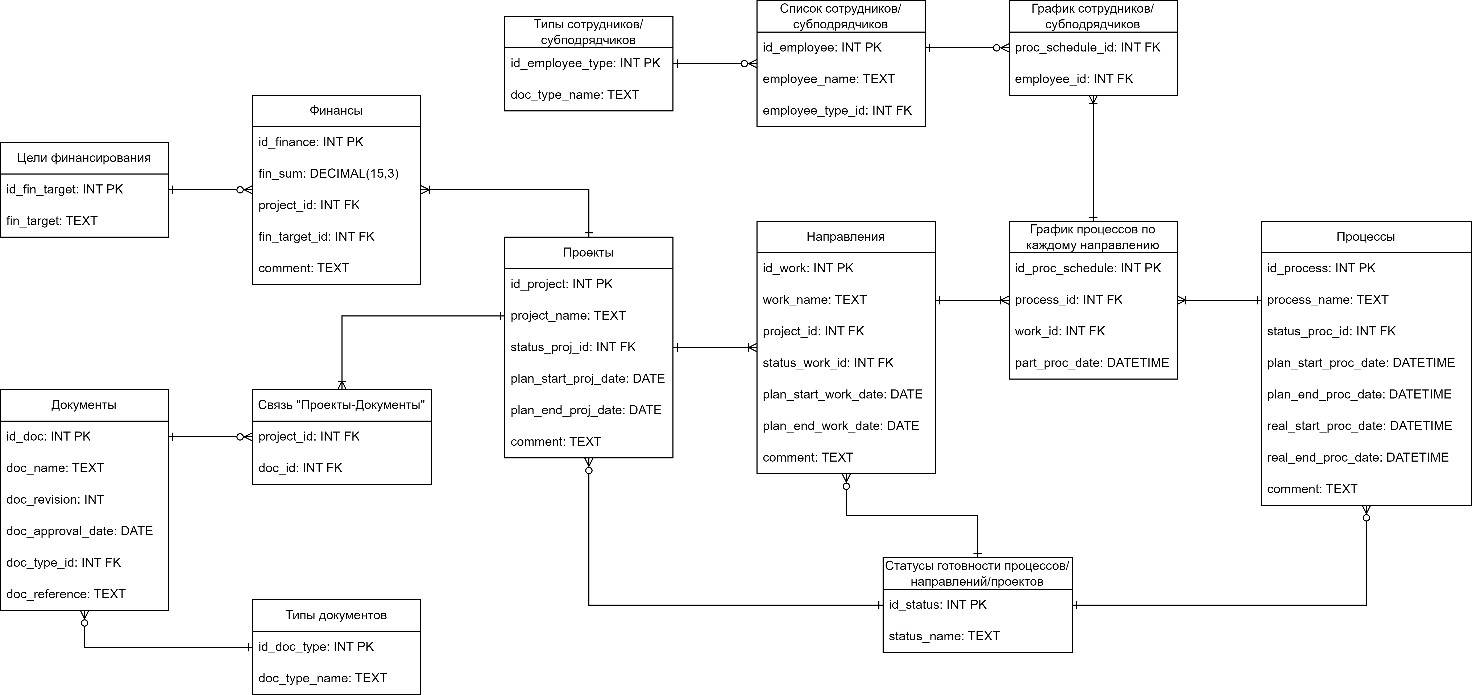 Типы сотрудников/
субподрядчиков
id_employee_type: INT PK
doc_type_name: TEXT
Список сотрудников/
субподрядчиков
id_employee: INT PK
employee_name: TEXT
employee_type_id: INT FK
График сотрудников/
субподрядчиков
proc_schedule_id: INT FK
employee_id: INT FK
Цели финансирования
id_fin_target: INT PK
fin_target: TEXT
Финансы
id_finance: INT PK
fin_sum: DECIMAL(15,3)
project_id: INT FK
fin_target_id: INT FK
comment: TEXT
Проекты
id_project: INT PK
project_name: TEXT
status_proj_id: INT FK
plan_start_proj_date: DATE
plan_end_proj_date: DATE
comment: TEXT
Направления
id_work: INT PK
work_name: TEXT
project_id: INT FK
status_work_id: INT FK
plan_start_work_date: DATE
plan_end_work_date: DATE
comment: TEXT
График процессов по
каждому направлению
id_proc_schedule: INT PK
process_id: INT FK
work_id: INT FK
part_proc_date: DATETIME
Процессы
id_process: INT PK
process_name: TEXT
status_proc_id: INT FK
plan_start_proc_date: DATETIME
plan_end_proc_date: DATETIME
real_start_proc_date: DATETIME
real_end_proc_date: DATETIME
comment: TEXT
Документы
id_doc: INT PK
doc_name: TEXT
doc_revision: INT
doc_approval_date: DATE
doc_type_id: INT FK
doc_reference: TEXT
Связь "Проекты-Документы"
project_id: INT FK
doc_id: INT FK
Типы документов
id_doc_type: INT PK
doc_type_name: TEXT
Статусы готовности процессов/
направлений/проектов
id_status: INT PK
status_name: TEXT